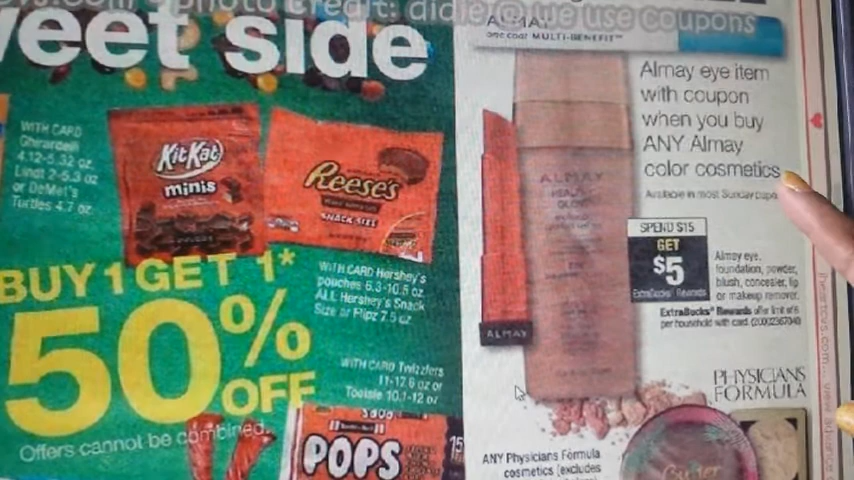 photo credit: didie @ we use coupons
weet side
WITH CARD
Ghirardelli
4.12-5.32 oz,
Lindt 2-5.3 oz
or DeMet's
Turtles 4.7 oz.
KitKat
minis
Reese's
SNACK SIZE
BUY 1 GET 1*
50%
OFF
Offers cannot be combined.
WITH CARD Hershey's
pouches 6.3-10.5 oz,
ALL Hershey's Snack
Size or Flipz 7.5 oz
WITH CARD Twizzlers
11-17.6 oz or
Tootsie 10.1-12 oz
POPS
15
ALMAY
one coat MULTI-BENEFIT™
ALMAY
ALMAY
Almay eye item
with coupon
when you buy
ANY Almay
color cosmetics
Available in most Sunday papers
SPEND $15
GET
$5
ExtraBucks® Rewards
Almay eye,
foundation, powder,
blush, concealer, lip
or makeup remover.
ExtraBucks® Rewards offer limit of 6
per household with card.
PHYSICIANS
FORMULA
ANY Physicians Formula
cosmetics (excludes
Butter